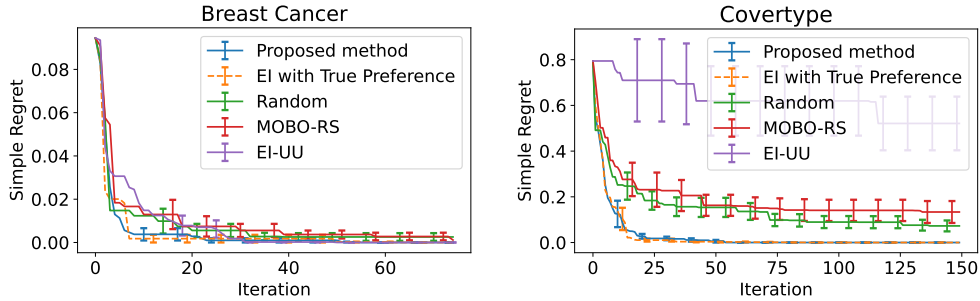 Breast Cancer
Simple Regret
0.08
0.06
0.04
0.02
0.00
0
20
40
60
Iteration
Proposed method
EI with True Preference
Random
MOBO-RS
EI-UU
Covertype
Simple Regret
0.8
0.6
0.4
0.2
0.0
0
25
50
75
100
125
150
Iteration
Proposed method
EI with True Preference
Random
MOBO-RS
EI-UU